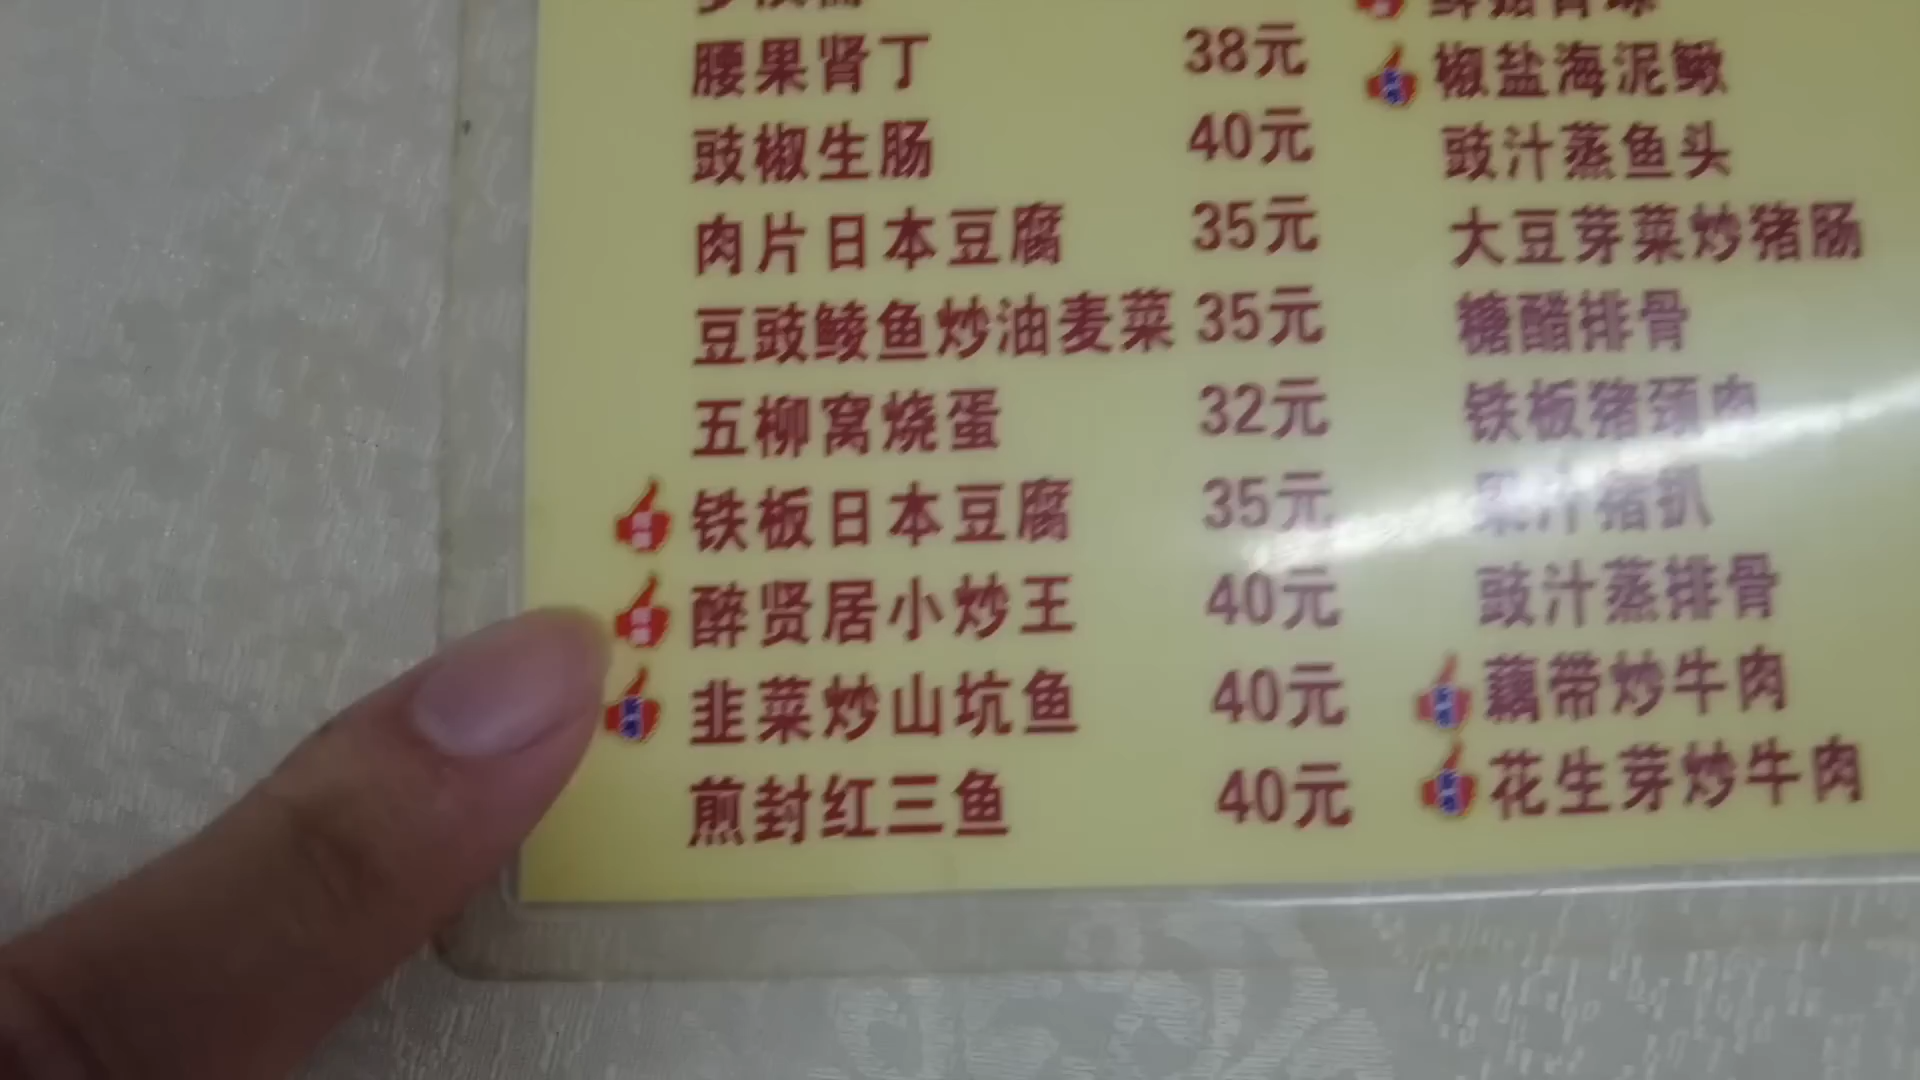 腰果肾丁 38元
豉椒生肠 40元
肉片日本豆腐 35元
豆豉鲮鱼炒油麦菜 35元
五柳窝烧蛋 32元
铁板日本豆腐 35元
醉贤居小炒王 40元
韭菜炒山坑鱼 40元
煎封红三鱼 40元
椒盐海泥鳅
豉汁蒸鱼头
大豆芽菜炒猪肠
糖醋排骨
铁板猪颈肉
果汁猪扒
豉汁蒸排骨
藕带炒牛肉
花生芽炒牛肉